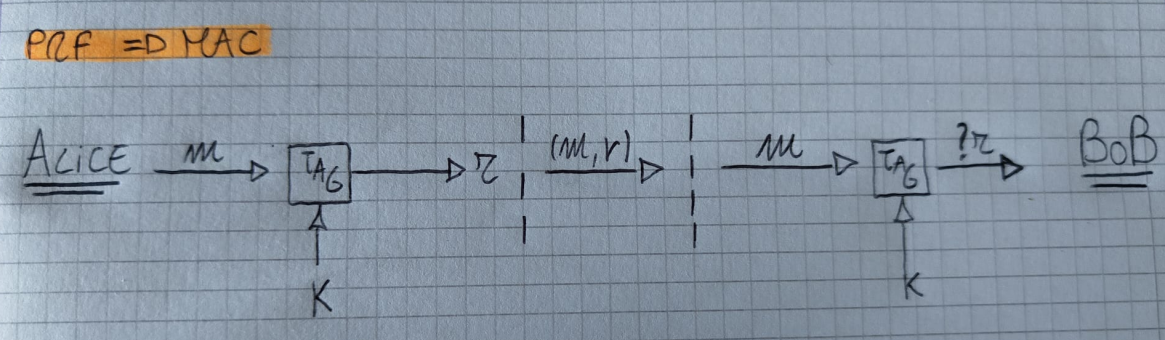 PRF => MAC
ALICE m TAG τ (m,τ) m TAG ?τ BOB
K K